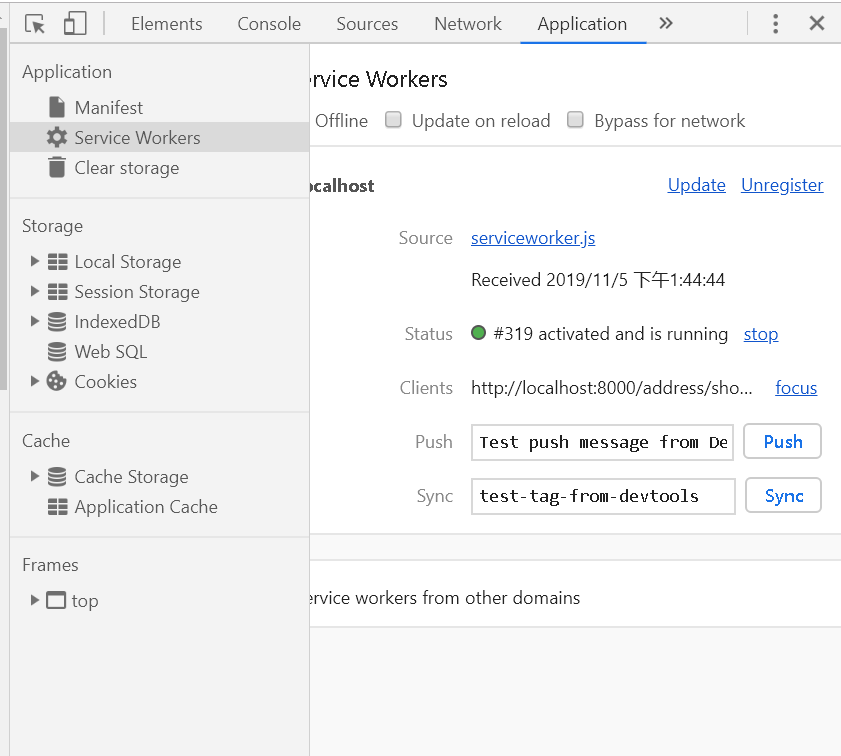 Elements Console Sources Network Application
Application
Manifest
Service Workers
Clear storage
Storage
Local Storage
Session Storage
IndexedDB
Web SQL
Cookies
Cache
Cache Storage
Application Cache
Frames
top
rvice Workers
Offline Update on reload Bypass for network
ocalhost Update Unregister
Source serviceworker.js
Received 2019/11/5 下午1:44:44
Status #319 activated and is running stop
Clients http://localhost:8000/address/sho... focus
Push Test push message from De Push
Sync test-tag-from-devtools Sync
ervice workers from other domains